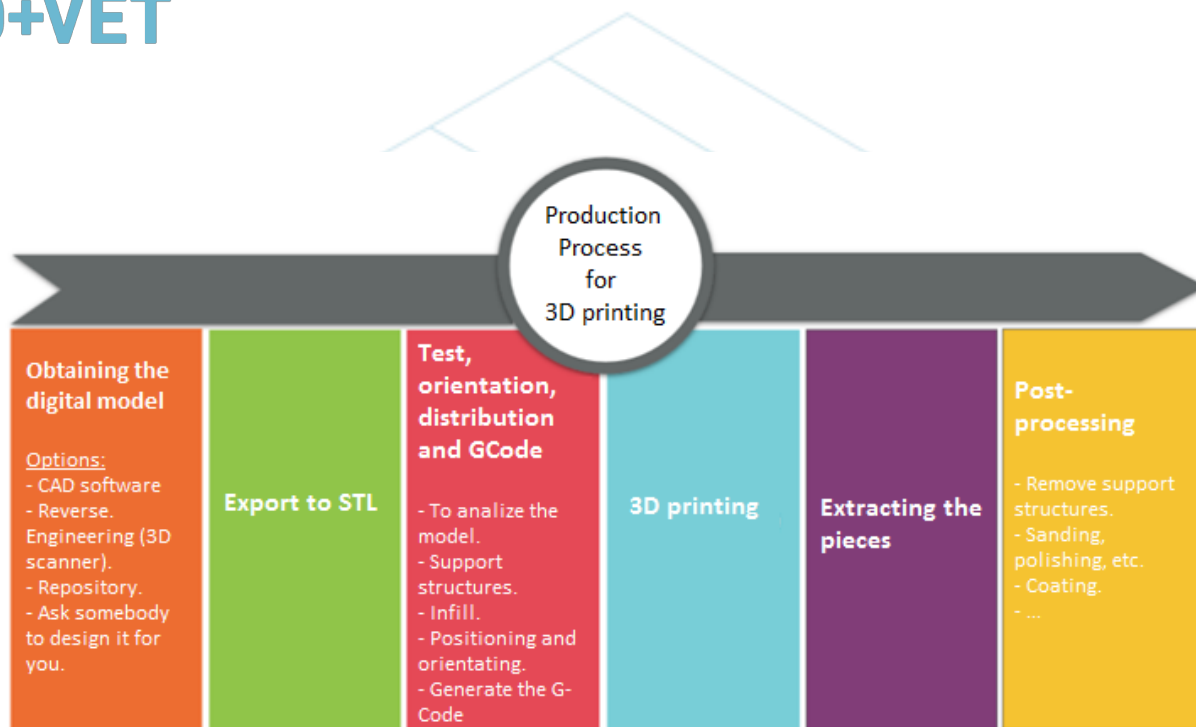 +VET
Production
Process
for
3D printing
Obtaining the
digital model
Options:
- CAD software
- Reverse.
Engineering (3D
scanner).
- Repository.
- Ask somebody
to design it for
you.
Export to STL
Test,
orientation,
distribution
and GCode
- To analize the
model.
- Support
structures.
- Infill.
- Positioning and
orientating.
- Generate the G-
Code
3D printing
Extracting the
pieces
Post-
processing
- Remove support
structures.
- Sanding,
polishing, etc.
- Coating.
- ...